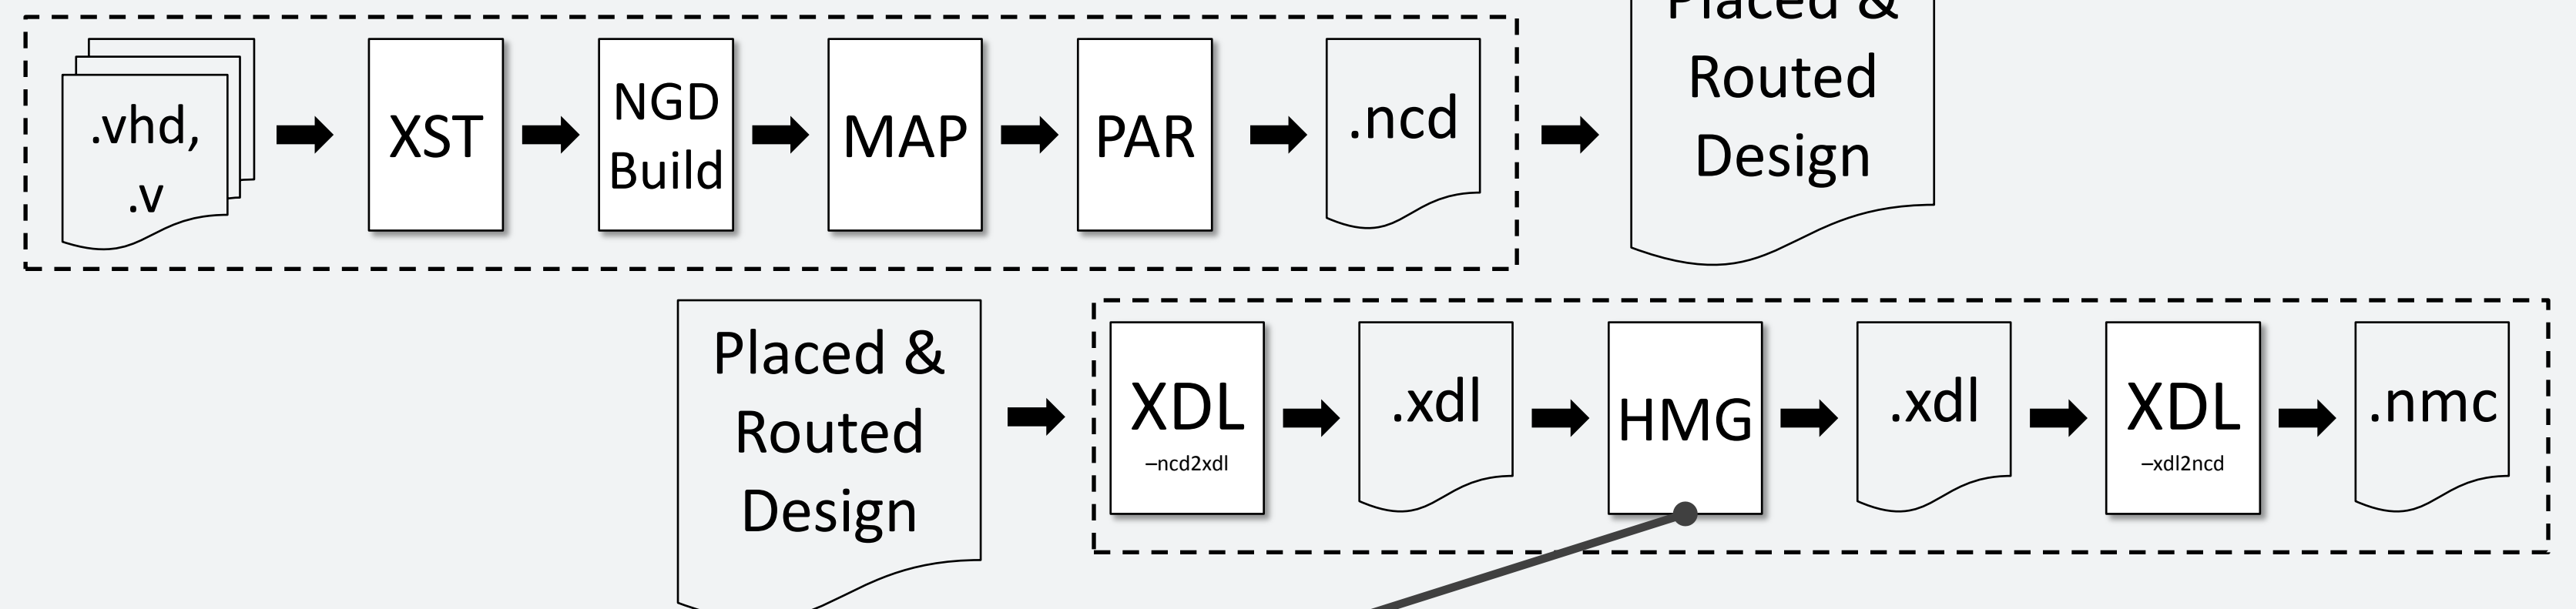 .vhd,
.v
XST
NGD
Build
MAP
PAR
.ncd
Placed &
Routed
Design
Placed &
Routed
Design
XDL
–ncd2xdl
.xdl
HMG
.xdl
XDL
–xdl2ncd
.nmc